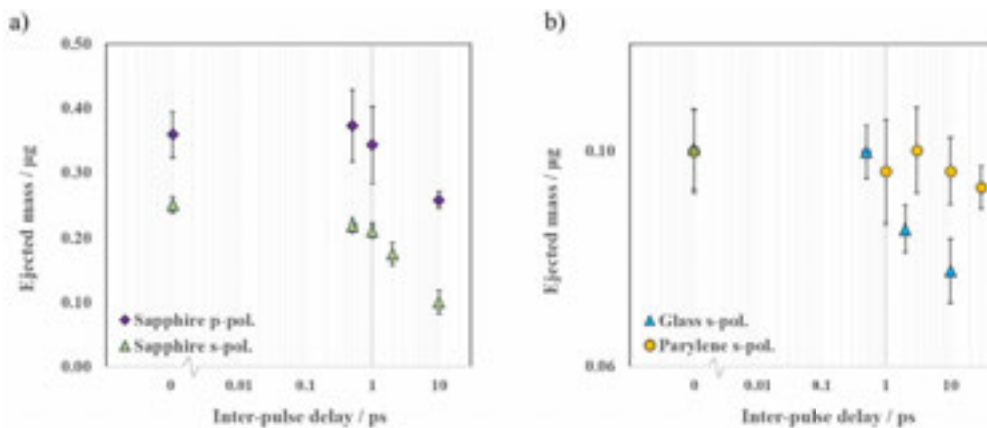 a)
0.50
0.40
0.30
0.20
0.10
0.00
Ejected mass / µg
Sapphire p-pol.
Sapphire s-pol.
0 0.01 0.1 1 10
Inter-pulse delay / ps
b)
0.10
0.06
Ejected mass / µg
Glass s-pol.
Parylene s-pol.
0 0.01 0.1 1 10
Inter-pulse delay / ps